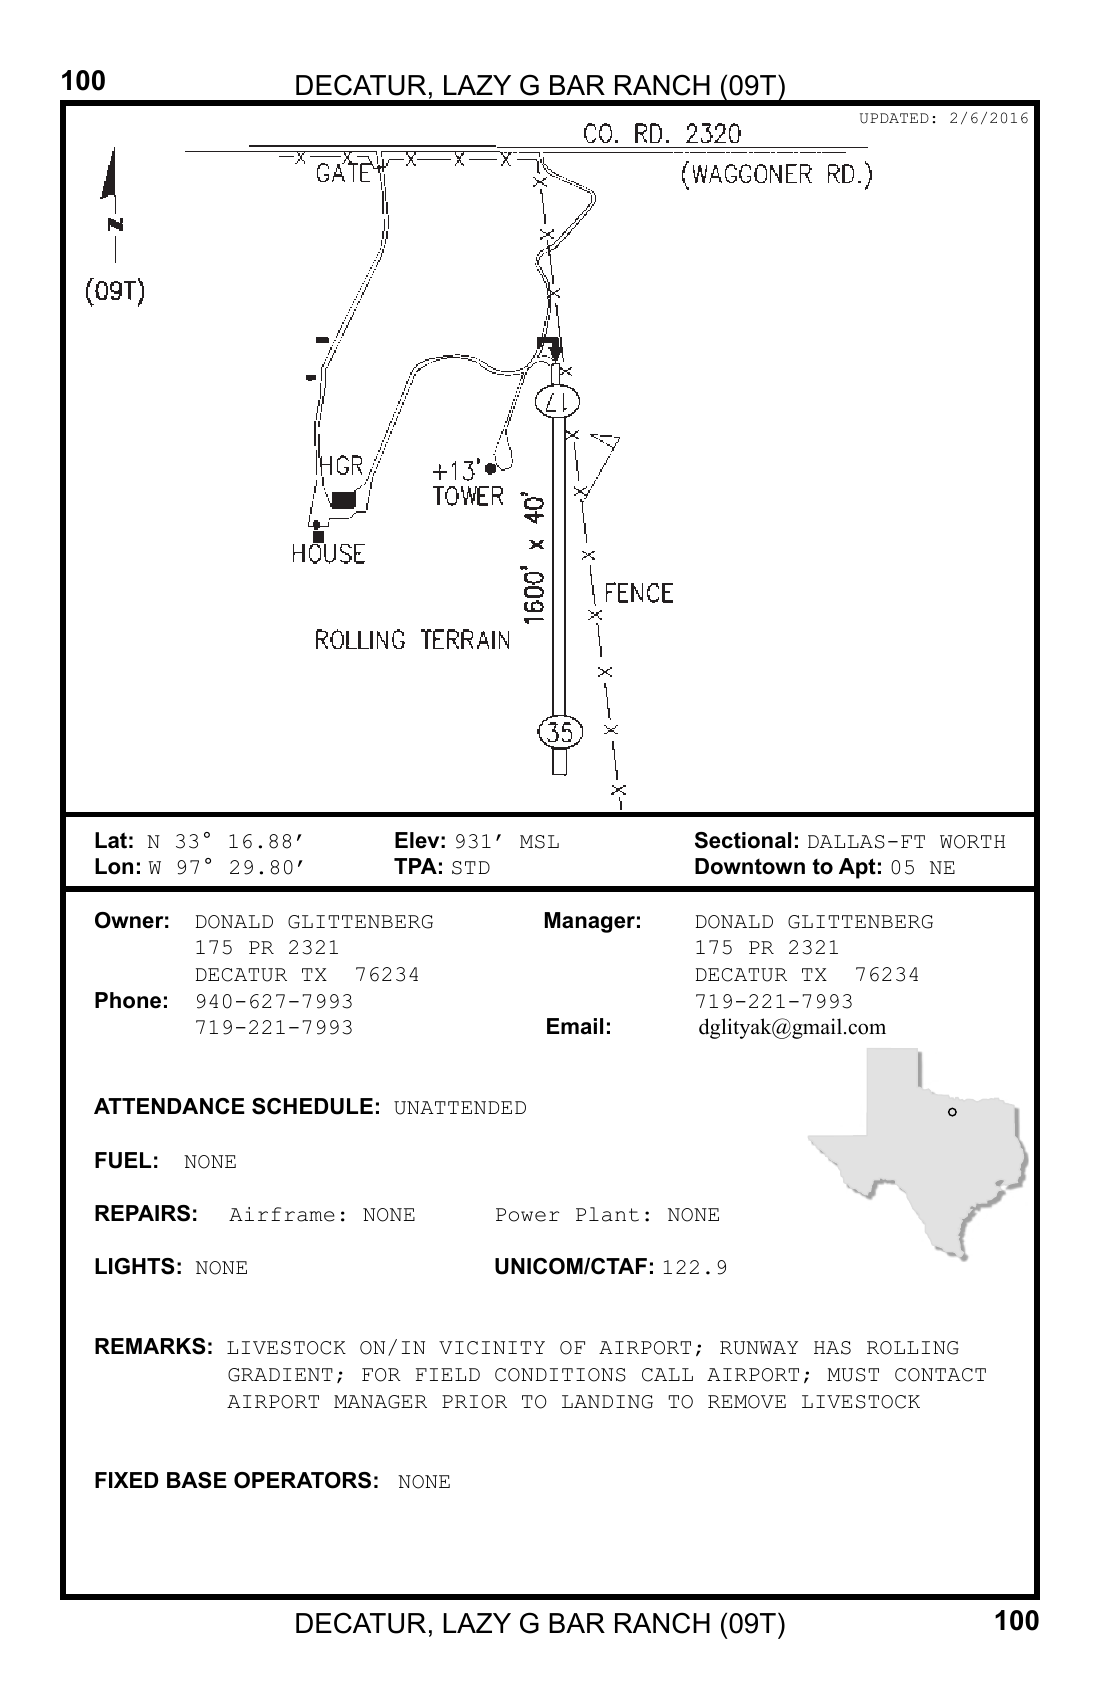 100
DECATUR, LAZY G BAR RANCH (09T)
UPDATED: 2/6/2016
CO. RD. 2320
GATE
(WAGGONER RD.)
N
(09T)
17
HGR
+13'
TOWER
1600' x 40'
HOUSE
FENCE
ROLLING TERRAIN
35
Lat: N 33° 16.88′ Elev: 931′ MSL Sectional: DALLAS-FT WORTH
Lon: W 97° 29.80′ TPA: STD Downtown to Apt: 05 NE
Owner: DONALD GLITTENBERG Manager: DONALD GLITTENBERG
175 PR 2321 175 PR 2321
DECATUR TX 76234 DECATUR TX 76234
Phone: 940-627-7993 719-221-7993
719-221-7993 Email: dglityak@gmail.com
ATTENDANCE SCHEDULE: UNATTENDED
FUEL: NONE
REPAIRS: Airframe: NONE Power Plant: NONE
LIGHTS: NONE UNICOM/CTAF: 122.9
REMARKS: LIVESTOCK ON/IN VICINITY OF AIRPORT; RUNWAY HAS ROLLING
GRADIENT; FOR FIELD CONDITIONS CALL AIRPORT; MUST CONTACT
AIRPORT MANAGER PRIOR TO LANDING TO REMOVE LIVESTOCK
FIXED BASE OPERATORS: NONE
DECATUR, LAZY G BAR RANCH (09T)
100